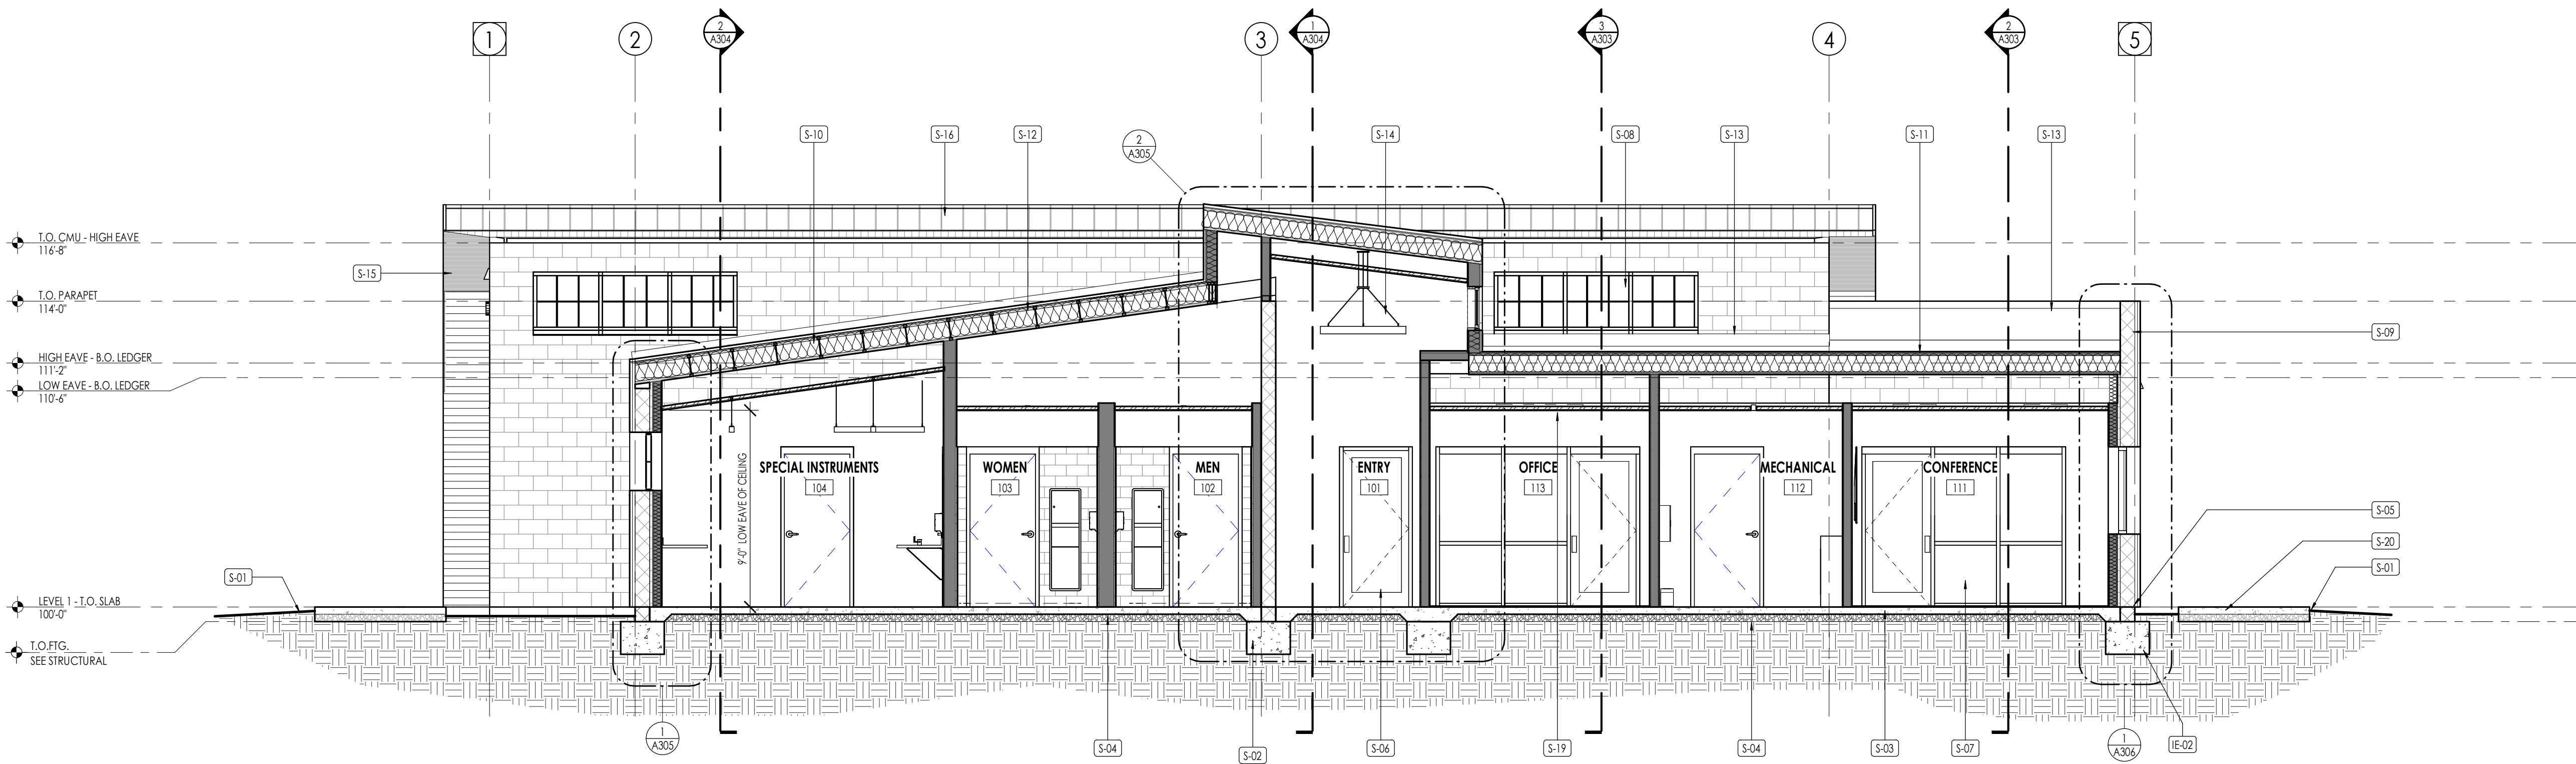 1
2
2
A304
3
1
A304
3
A303
4
2
A303
5
S-10
S-16
S-12
2
A305
S-14
S-08
S-13
S-11
S-13
T.O. CMU - HIGH EAVE
116'-8"
S-15
T.O. PARAPET
114'-0"
S-09
HIGH EAVE - B.O. LEDGER
111'-2"
LOW EAVE - B.O. LEDGER
110'-6"
9'-0" LOW EAVE OF CEILING
SPECIAL INSTRUMENTS
104
WOMEN
103
MEN
102
ENTRY
101
OFFICE
113
MECHANICAL
112
CONFERENCE
111
S-05
S-20
S-01
S-01
LEVEL 1 - T.O. SLAB
100'-0"
T.O.FTG.
SEE STRUCTURAL
1
A305
S-04
S-02
S-06
S-19
S-04
S-03
S-07
1
A306
IE-02